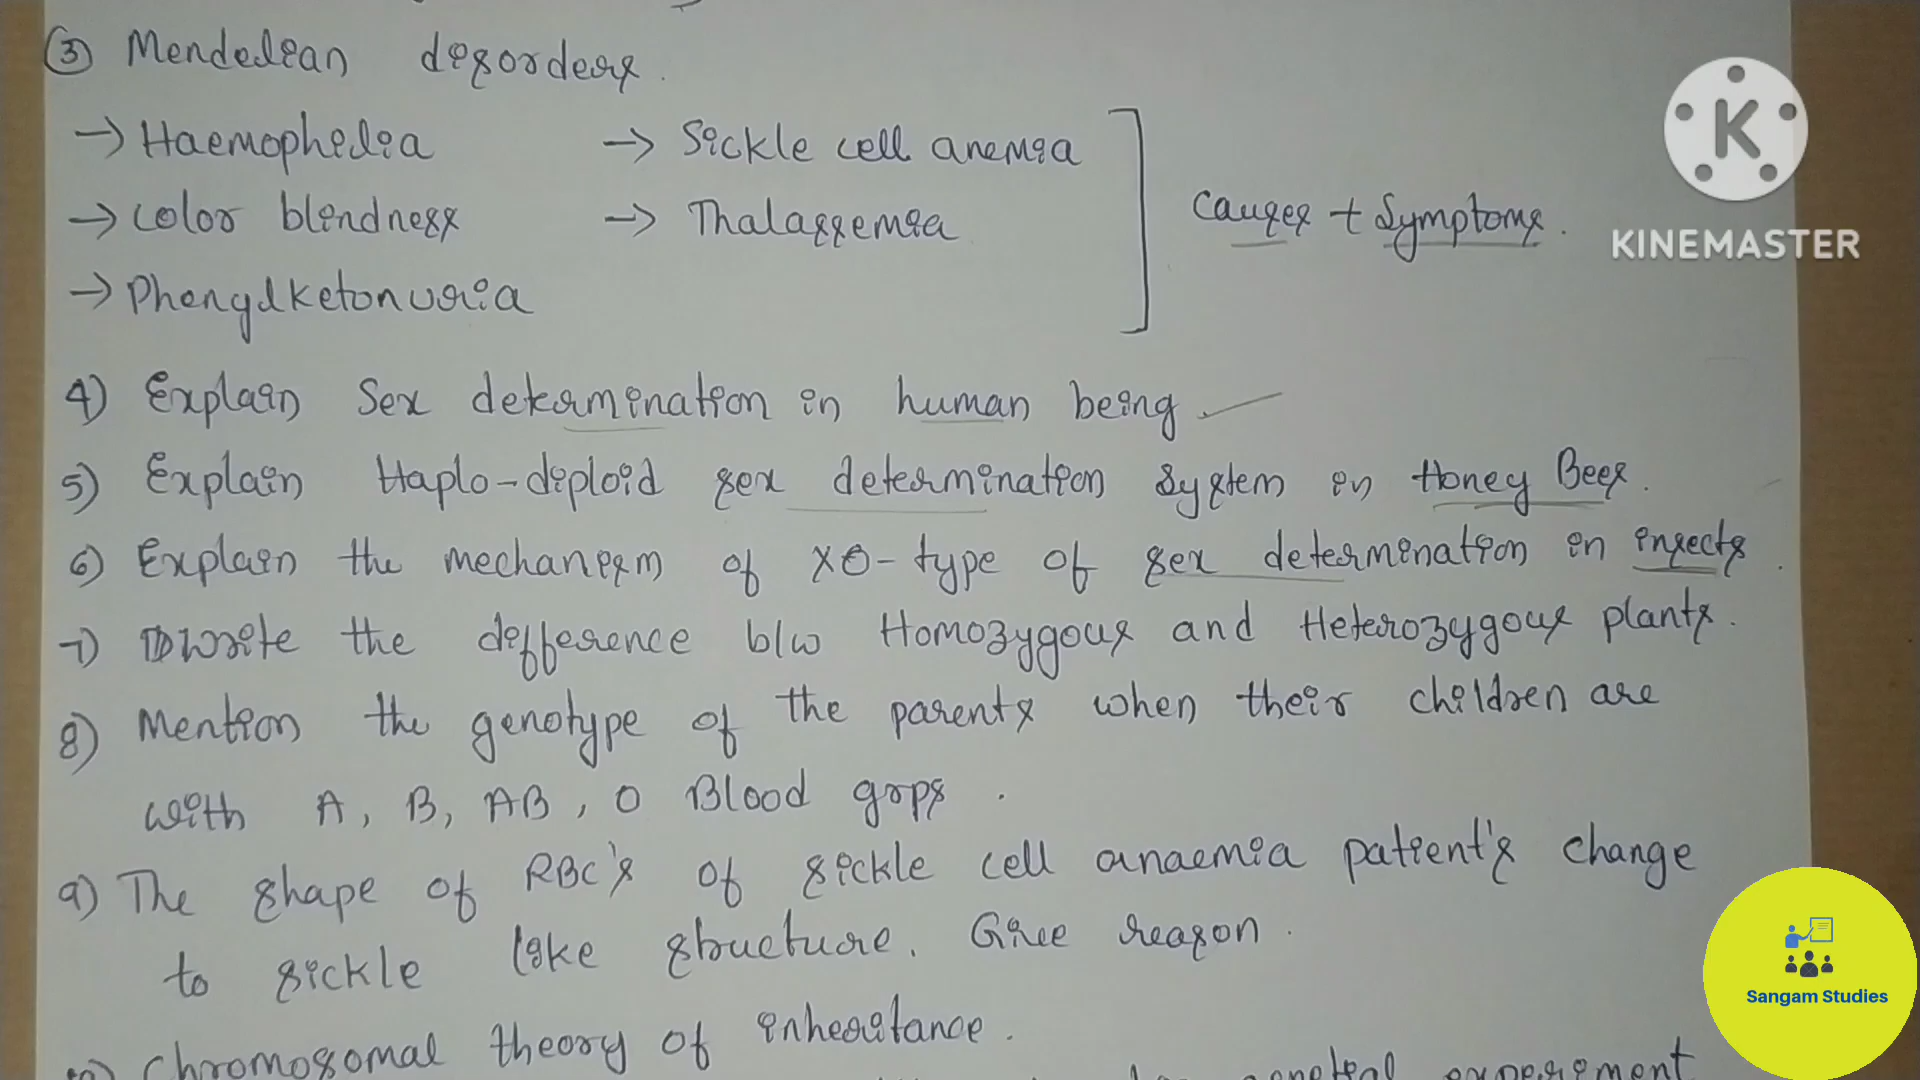 ③ Mendelian disorders.
→ Haemophilia → Sickle cell anemia
→ color blindness → Thalassemia
causes + Symptoms.
→ Phenylketonuria
KINEMASTER
4) Explain Sex determination in human being
5) Explain Haplo-diploid sex determination System in Honey Bees.
6) Explain the mechanism of XO-type of sex determination in insects.
7) Write the difference b/w Homozygous and Heterozygous plants.
8) Mention the genotype of the parents when their children are
with A, B, AB, O Blood grps.
9) The shape of RBC's of sickle cell anaemia patient's change
to sickle like structure. Give reason.
Sangam Studies
Chromosomal theory of inheritance.
experiment